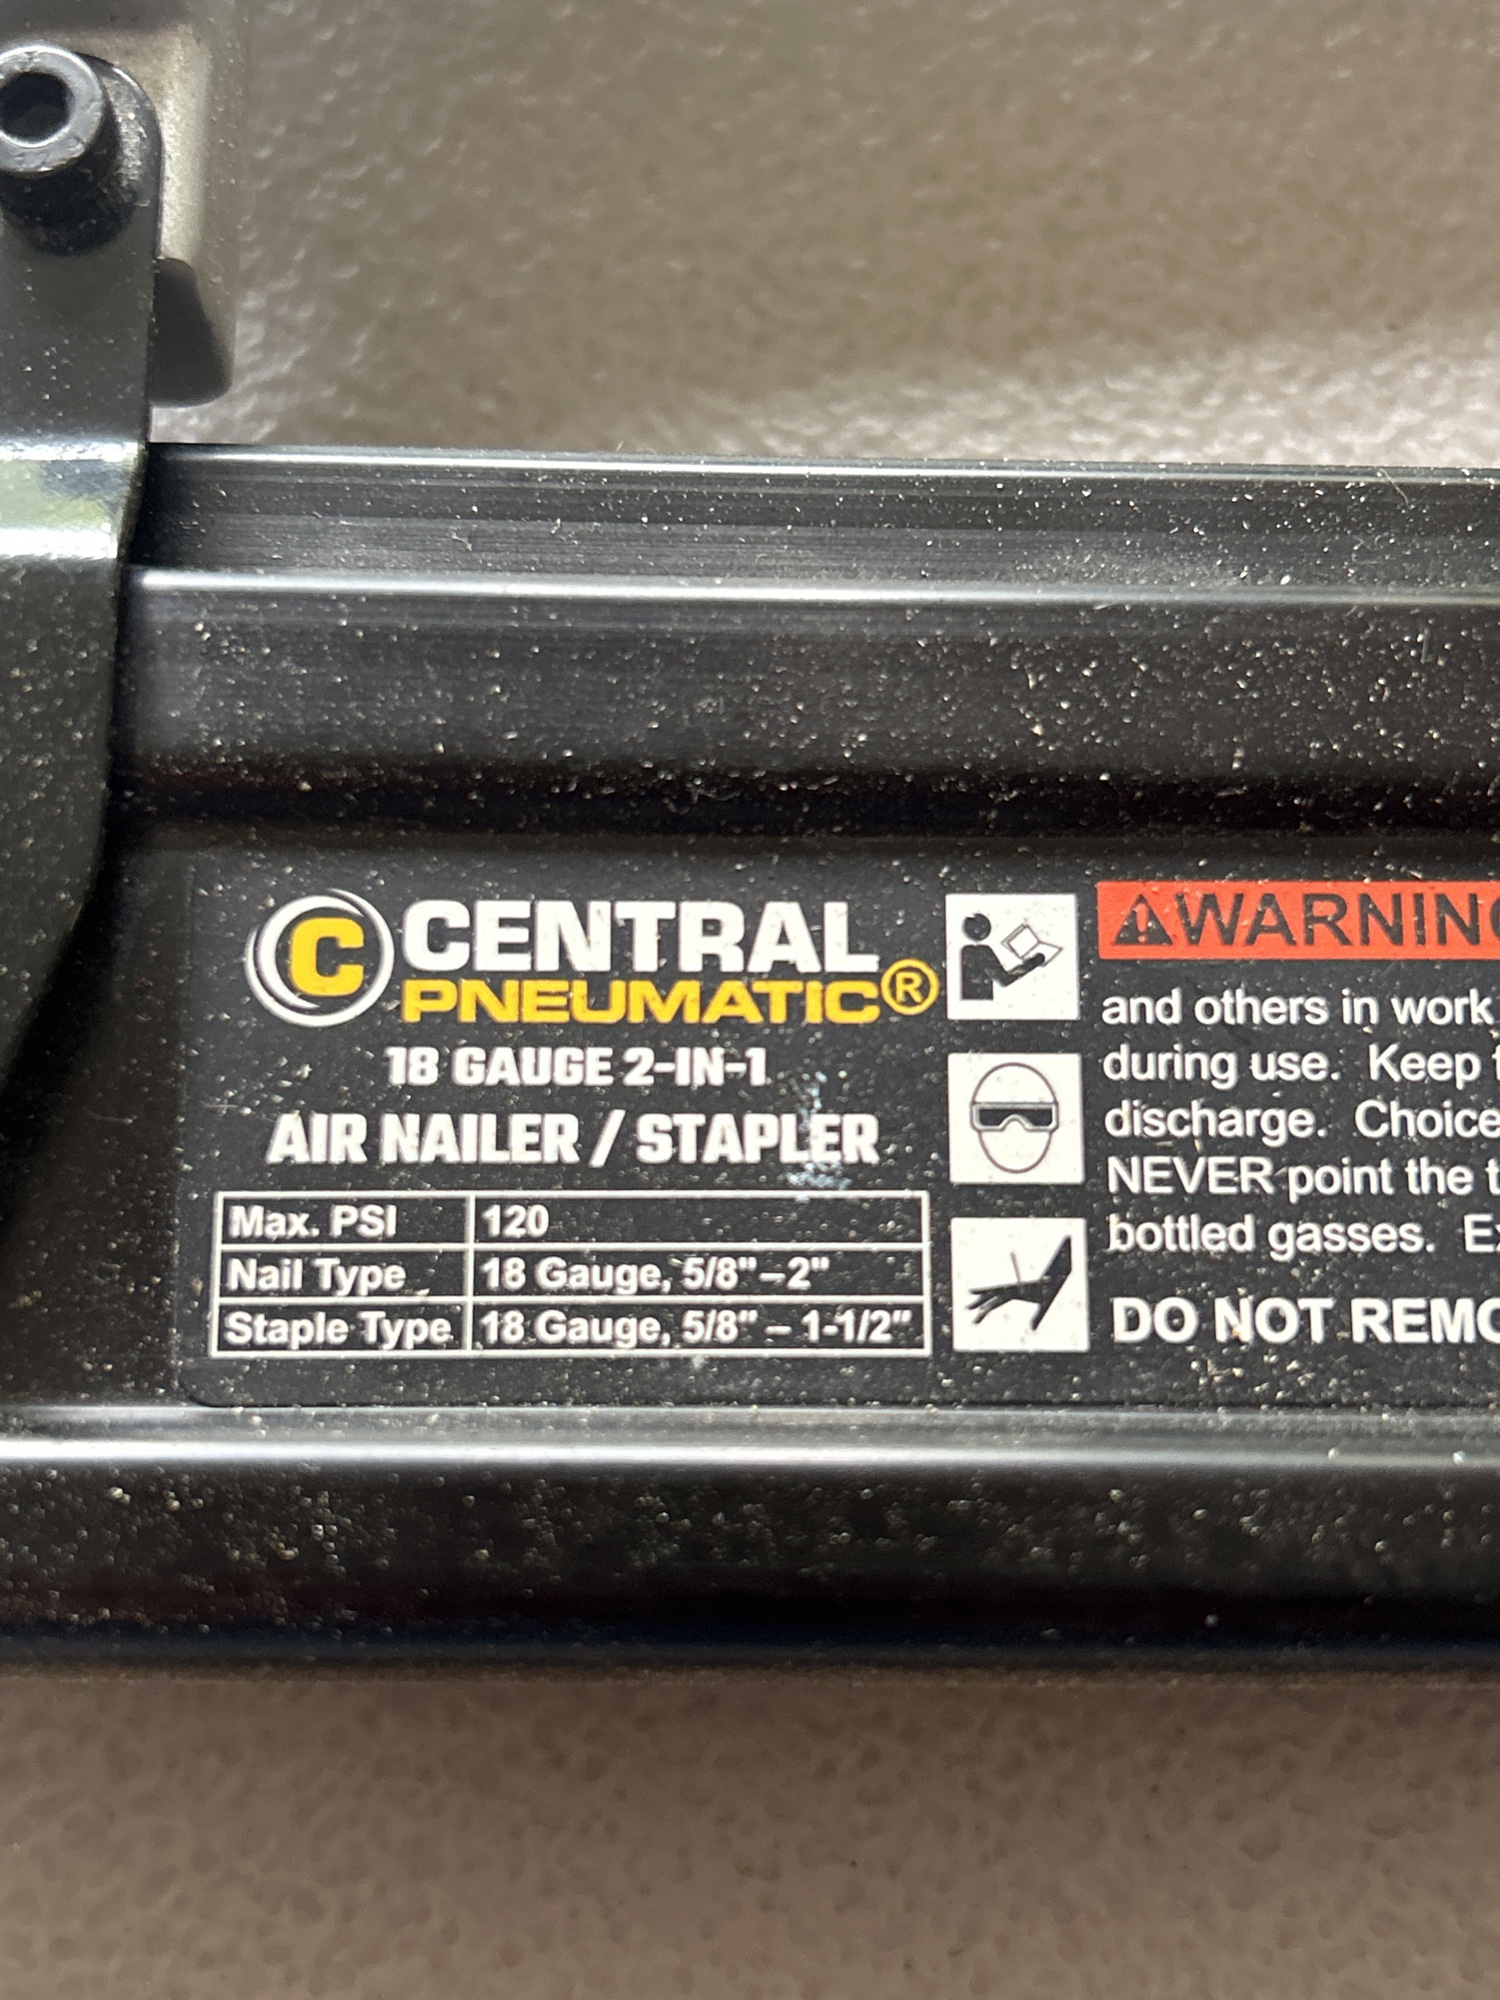 C CENTRAL
PNEUMATIC®
18 GAUGE 2-IN-1
AIR NAILER / STAPLER
Max. PSI 120
Nail Type 18 Gauge, 5/8"–2"
Staple Type 18 Gauge, 5/8" – 1-1/2"
WARNING
and others in work
during use. Keep
discharge. Choice
NEVER point the
bottled gasses.
DO NOT